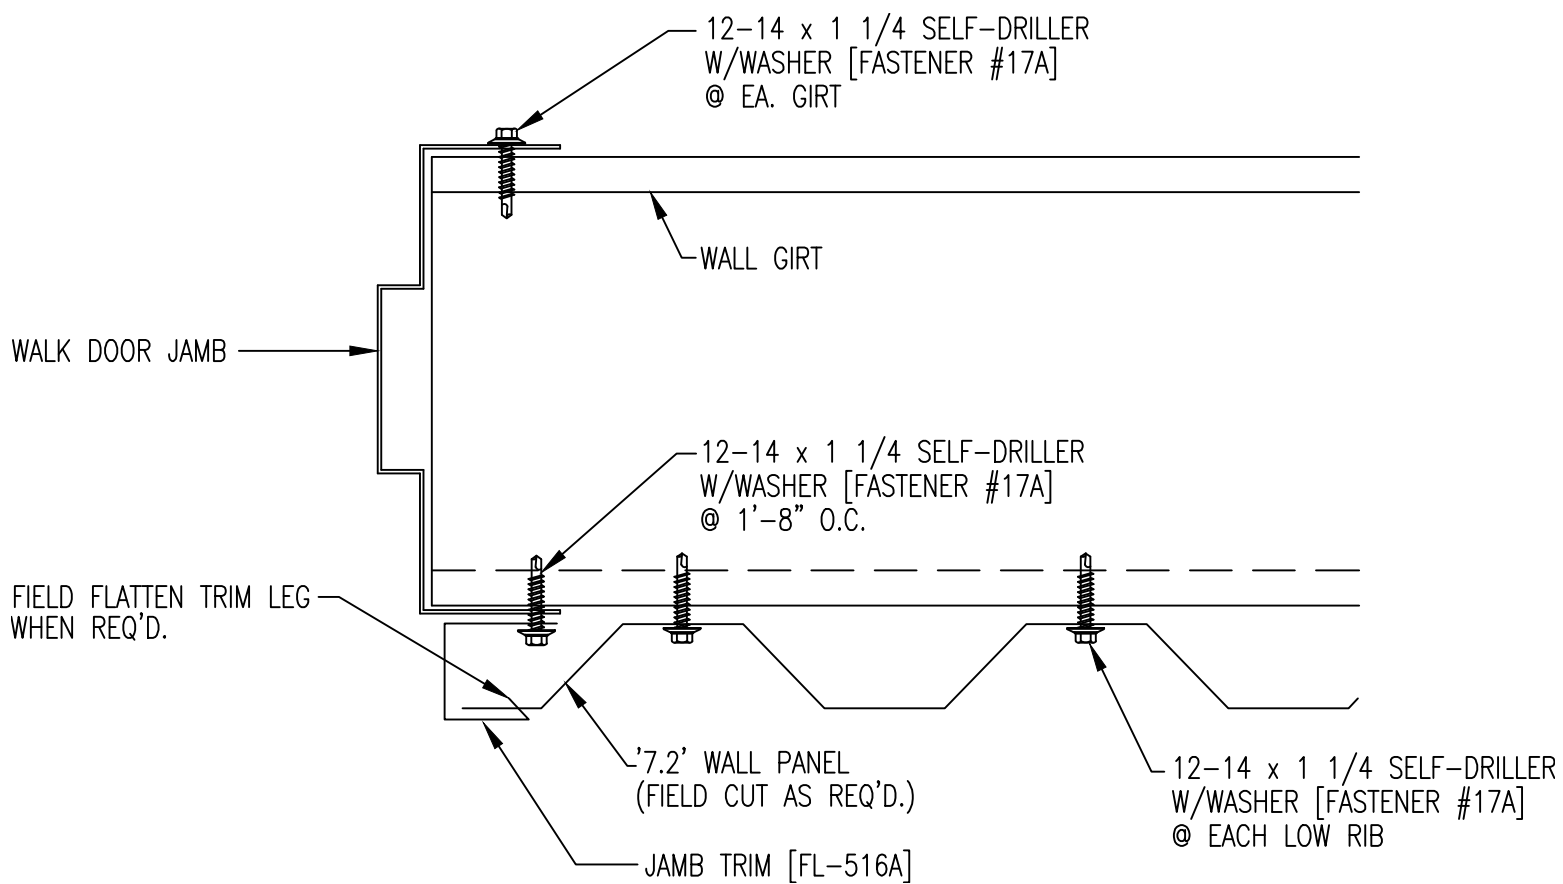 12-14 x 1 1/4 SELF-DRILLER
W/WASHER [FASTENER #17A]
@ EA. GIRT
WALL GIRT
WALK DOOR JAMB
12-14 x 1 1/4 SELF-DRILLER
W/WASHER [FASTENER #17A]
@ 1'-8" O.C.
FIELD FLATTEN TRIM LEG
WHEN REQ'D.
'7.2' WALL PANEL
(FIELD CUT AS REQ'D.)
12-14 x 1 1/4 SELF-DRILLER
W/WASHER [FASTENER #17A]
@ EACH LOW RIB
JAMB TRIM [FL-516A]